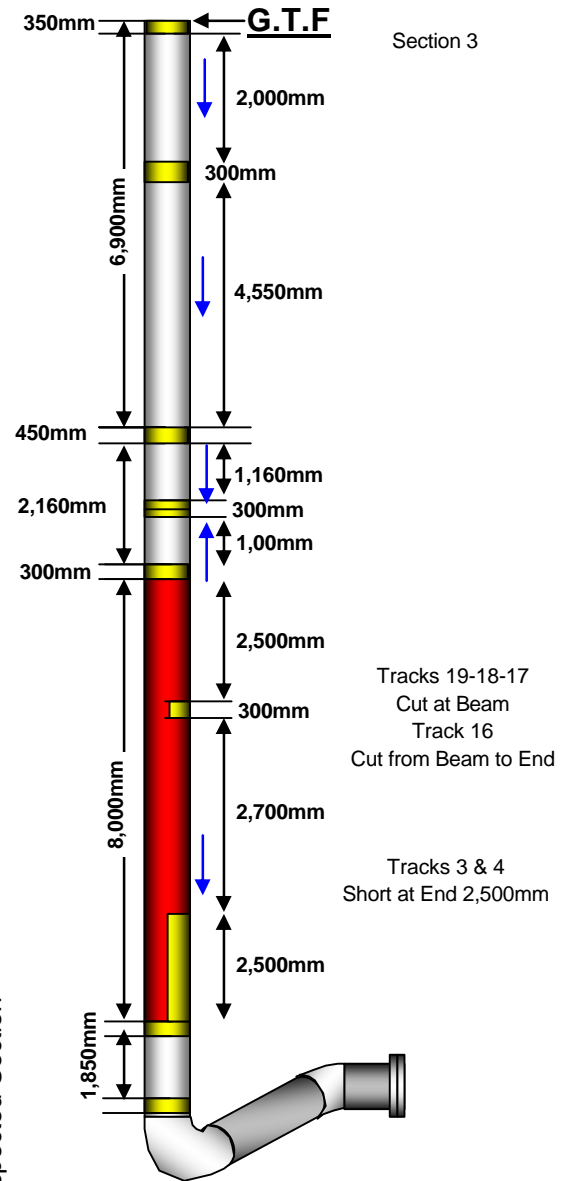 350mm
G.T.F
Section 3
2,000mm
300mm
6,900mm
4,550mm
450mm
1,160mm
2,160mm
300mm
1,00mm
300mm
2,500mm
Tracks 19-18-17
Cut at Beam
Track 16
Cut from Beam to End
300mm
8,000mm
2,700mm
Tracks 3 & 4
Short at End 2,500mm
2,500mm
1,850mm
Section